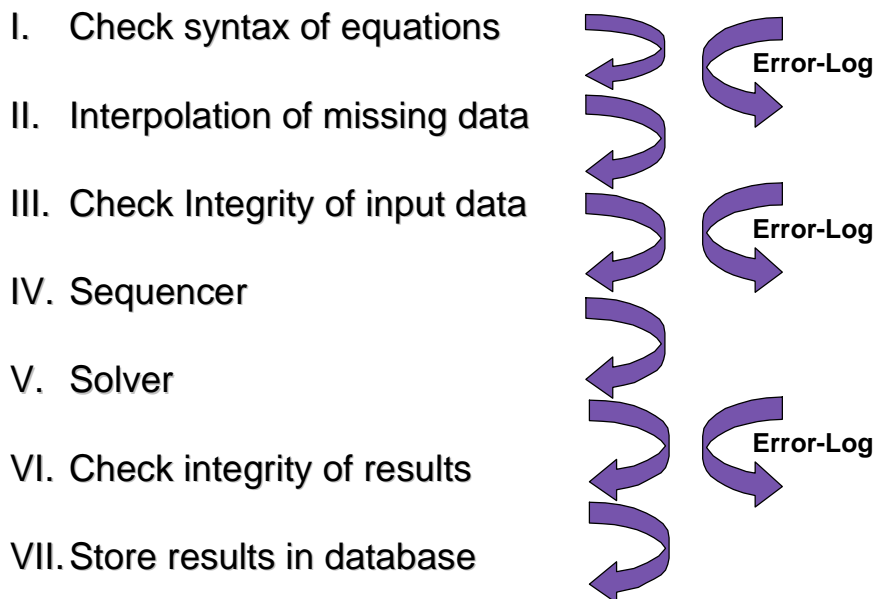 I. Check syntax of equations
Error-Log
II. Interpolation of missing data
III. Check Integrity of input data
Error-Log
IV. Sequencer
V. Solver
Error-Log
VI. Check integrity of results
VII. Store results in database